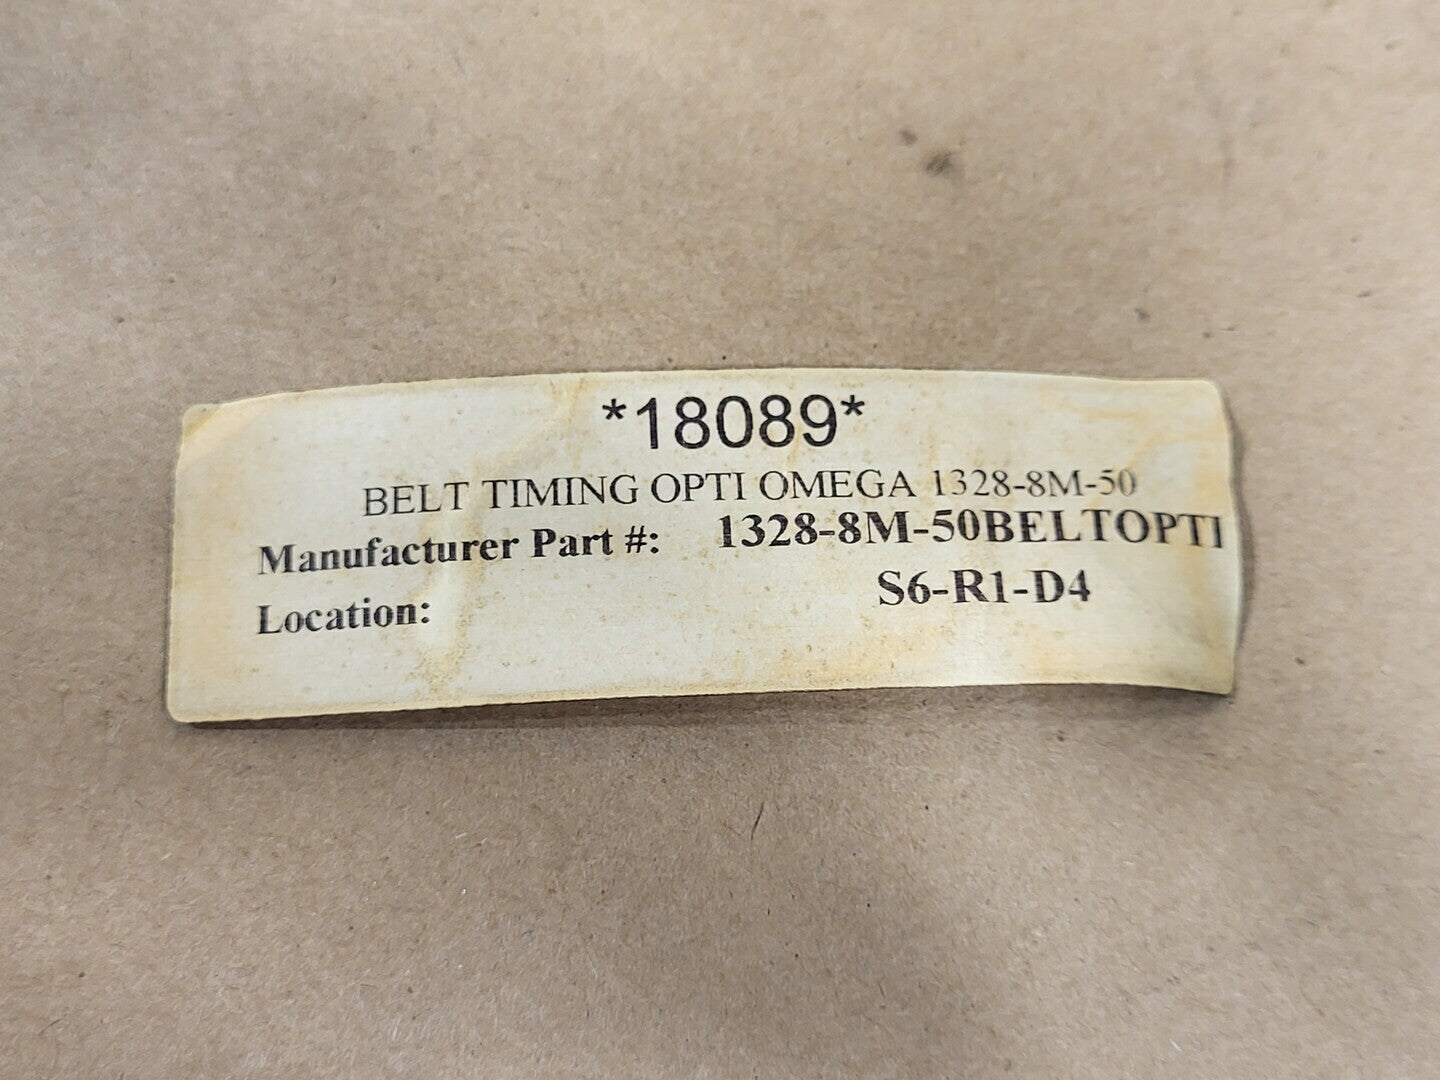 *18089*
BELT TIMING OPTI OMEGA 1328-8M-50
Manufacturer Part #: 1328-8M-50BELTOPTI
Location: S6-R1-D4